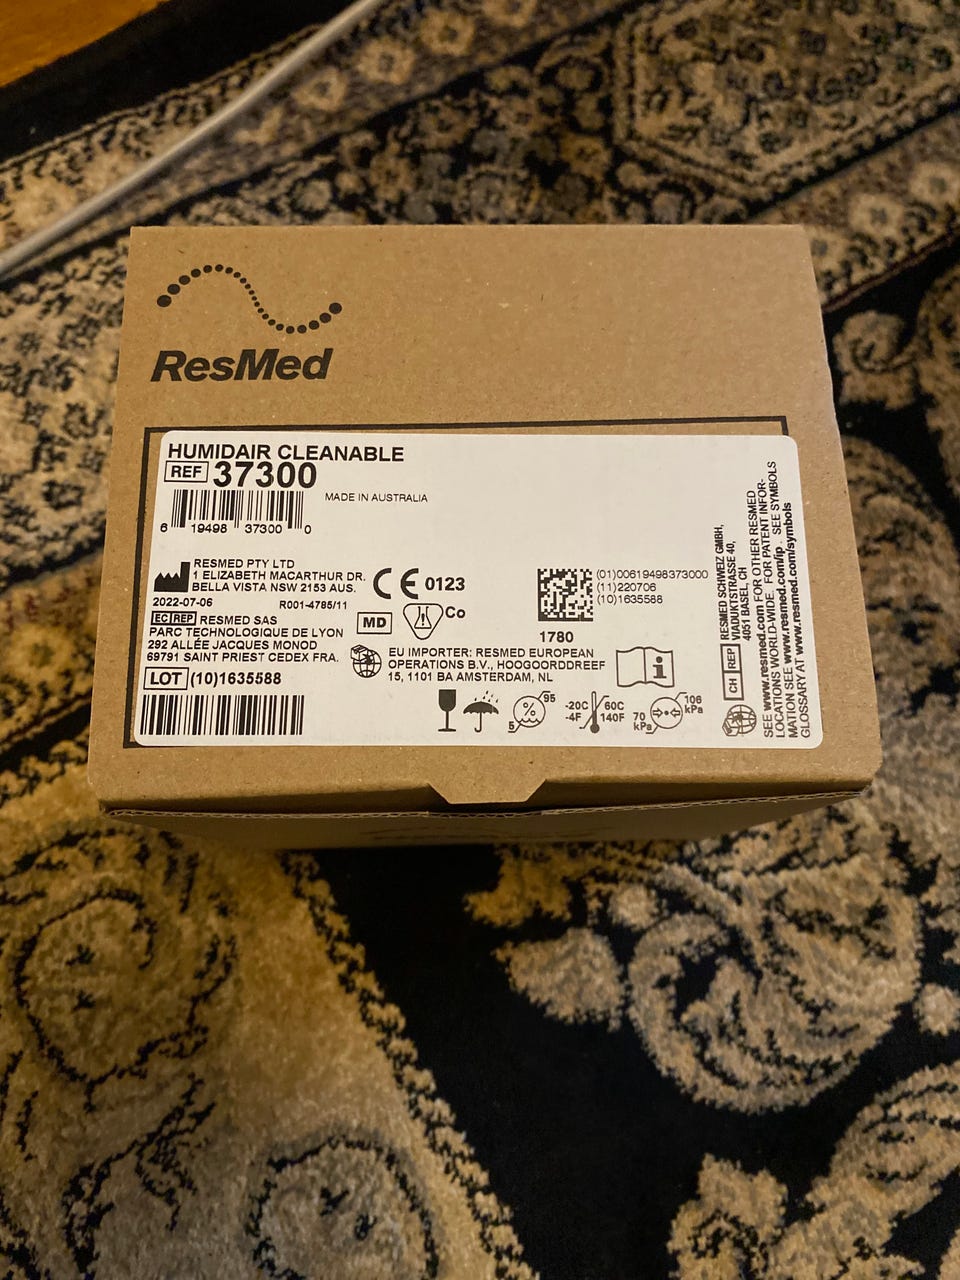 ResMed
HUMIDAIR CLEANABLE
REF 37300
MADE IN AUSTRALIA
6 19498 37300 0
RESMED PTY LTD
1 ELIZABETH MACARTHUR DR.
BELLA VISTA NSW 2153 AUS.
2022-07-06 R001-4785/11
EC REP RESMED SAS
PARC TECHNOLOGIQUE DE LYON
292 ALLÉE JACQUES MONOD
69791 SAINT PRIEST CEDEX FRA.
LOT (10)1635588
CE 0123
MD Co
EU IMPORTER: RESMED EUROPEAN
OPERATIONS B.V., HOOGOORDDREEF
15, 1101 BA AMSTERDAM, NL
(01)00619498373000
(11)220706
(10)1635588
1780
5 % 95
-20C 60C
-4F 140F
70 kPa 106 kPa
CH REP RESMED SCHWEIZ GMBH,
VIADUKTSTRASSE 40,
4051 BASEL, CH
SEE www.resmed.com FOR OTHER RESMED
LOCATIONS WORLD-WIDE. FOR PATENT INFOR-
MATION SEE www.resmed.com/ip . SEE SYMBOLS
GLOSSARY AT www.resmed.com/symbols